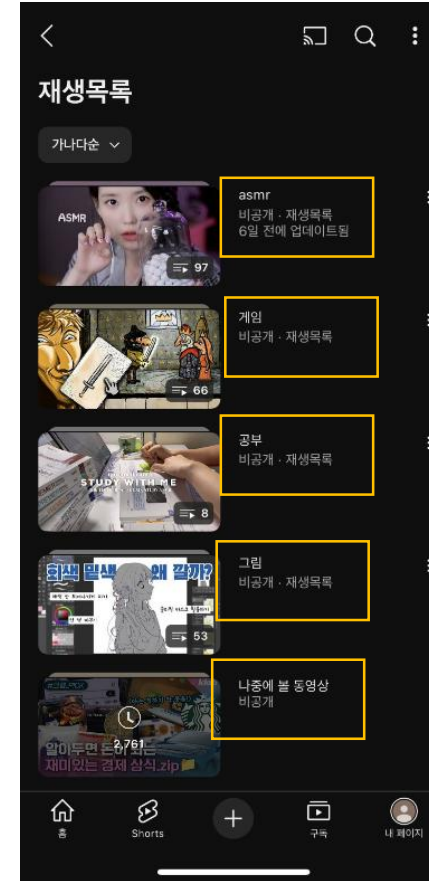 재생목록
가나다순
ASMR
97
asmr
비공개 · 재생목록
6일 전에 업데이트됨
66
게임
비공개 · 재생목록
STUDY WITH ME
8
공부
비공개 · 재생목록
회색 밑색 왜 깔까?
53
그림
비공개 · 재생목록
2,761
알아두면 돈이 되는
재미있는 경제 상식.zip
나중에 볼 동영상
비공개
홈
Shorts
구독
내 페이지